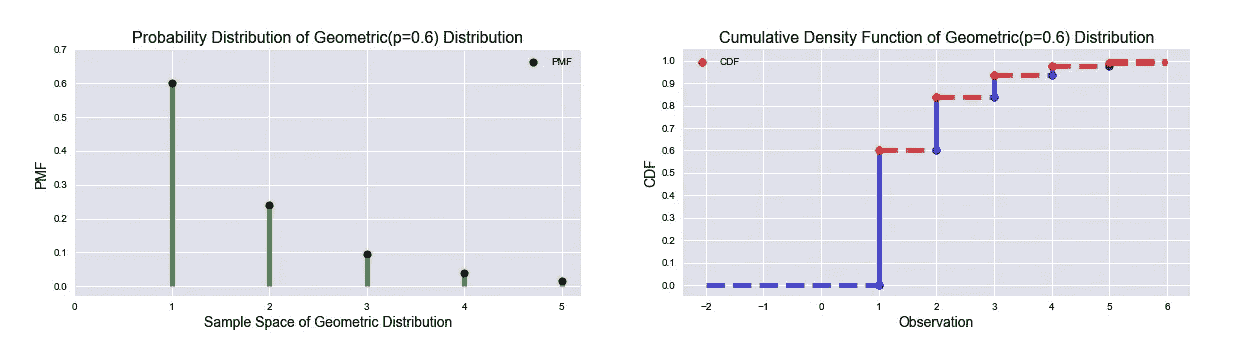 Probability Distribution of Geometric(p=0.6) Distribution
0.7
0.6
0.5
0.4
0.3
0.2
0.1
0.0
PMF
PMF
0 1 2 3 4 5
Sample Space of Geometric Distribution
Cumulative Density Function of Geometric(p=0.6) Distribution
1.0
0.9
0.8
0.7
0.6
0.5
0.4
0.3
0.2
0.1
0.0
CDF
CDF
−2 −1 0 1 2 3 4 5 6
Observation